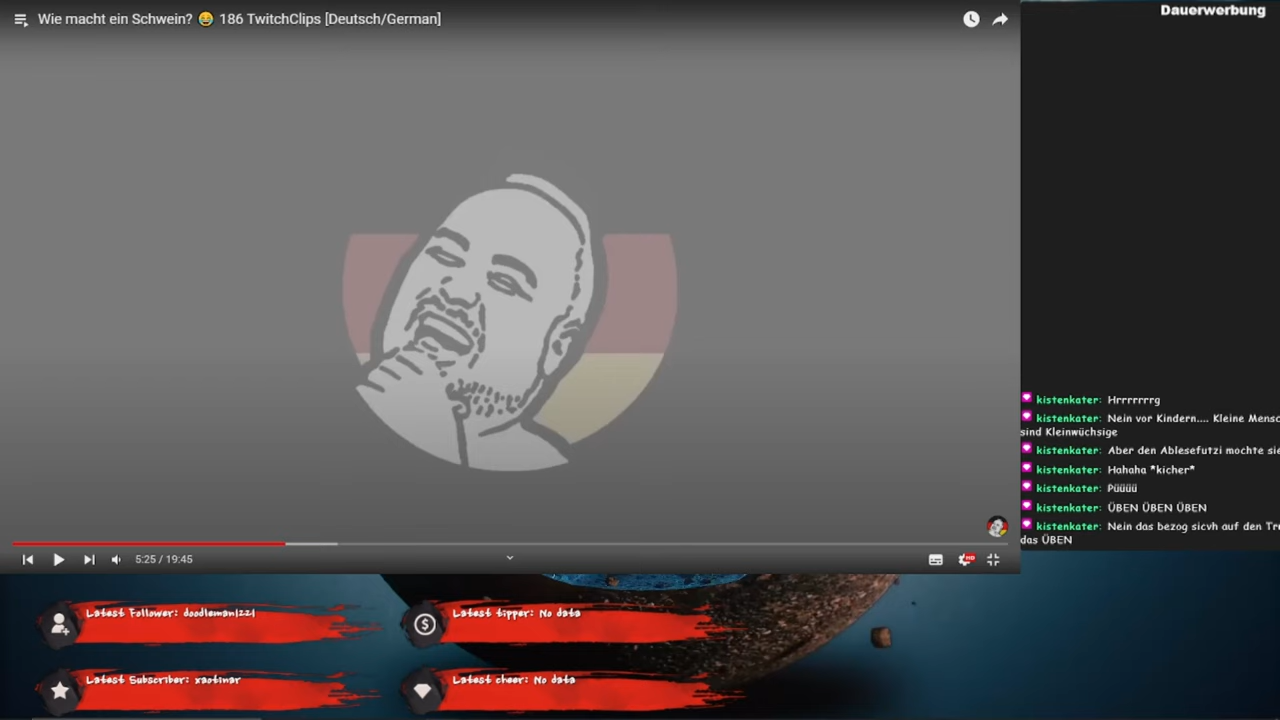 Wie macht ein Schwein? 😂 186 TwitchClips [Deutsch/German]
Dauerwerbung
kistenkater: Hrrrrrrrg
kistenkater: Nein vor Kindern.... Kleine Mensc
sind Kleinwüchsige
kistenkater: Aber den Ablesefutzi mochte sie
kistenkater: Hahaha *kicher*
kistenkater: Püüüü
kistenkater: ÜBEN ÜBEN ÜBEN
kistenkater: Nein das bezog sicvh auf den Tr
das ÜBEN
5:25 / 19:45
HD
Latest Follower: doodleman1221
Latest tipper: No data
Latest Subscriber: xaotinar
Latest cheer: No data